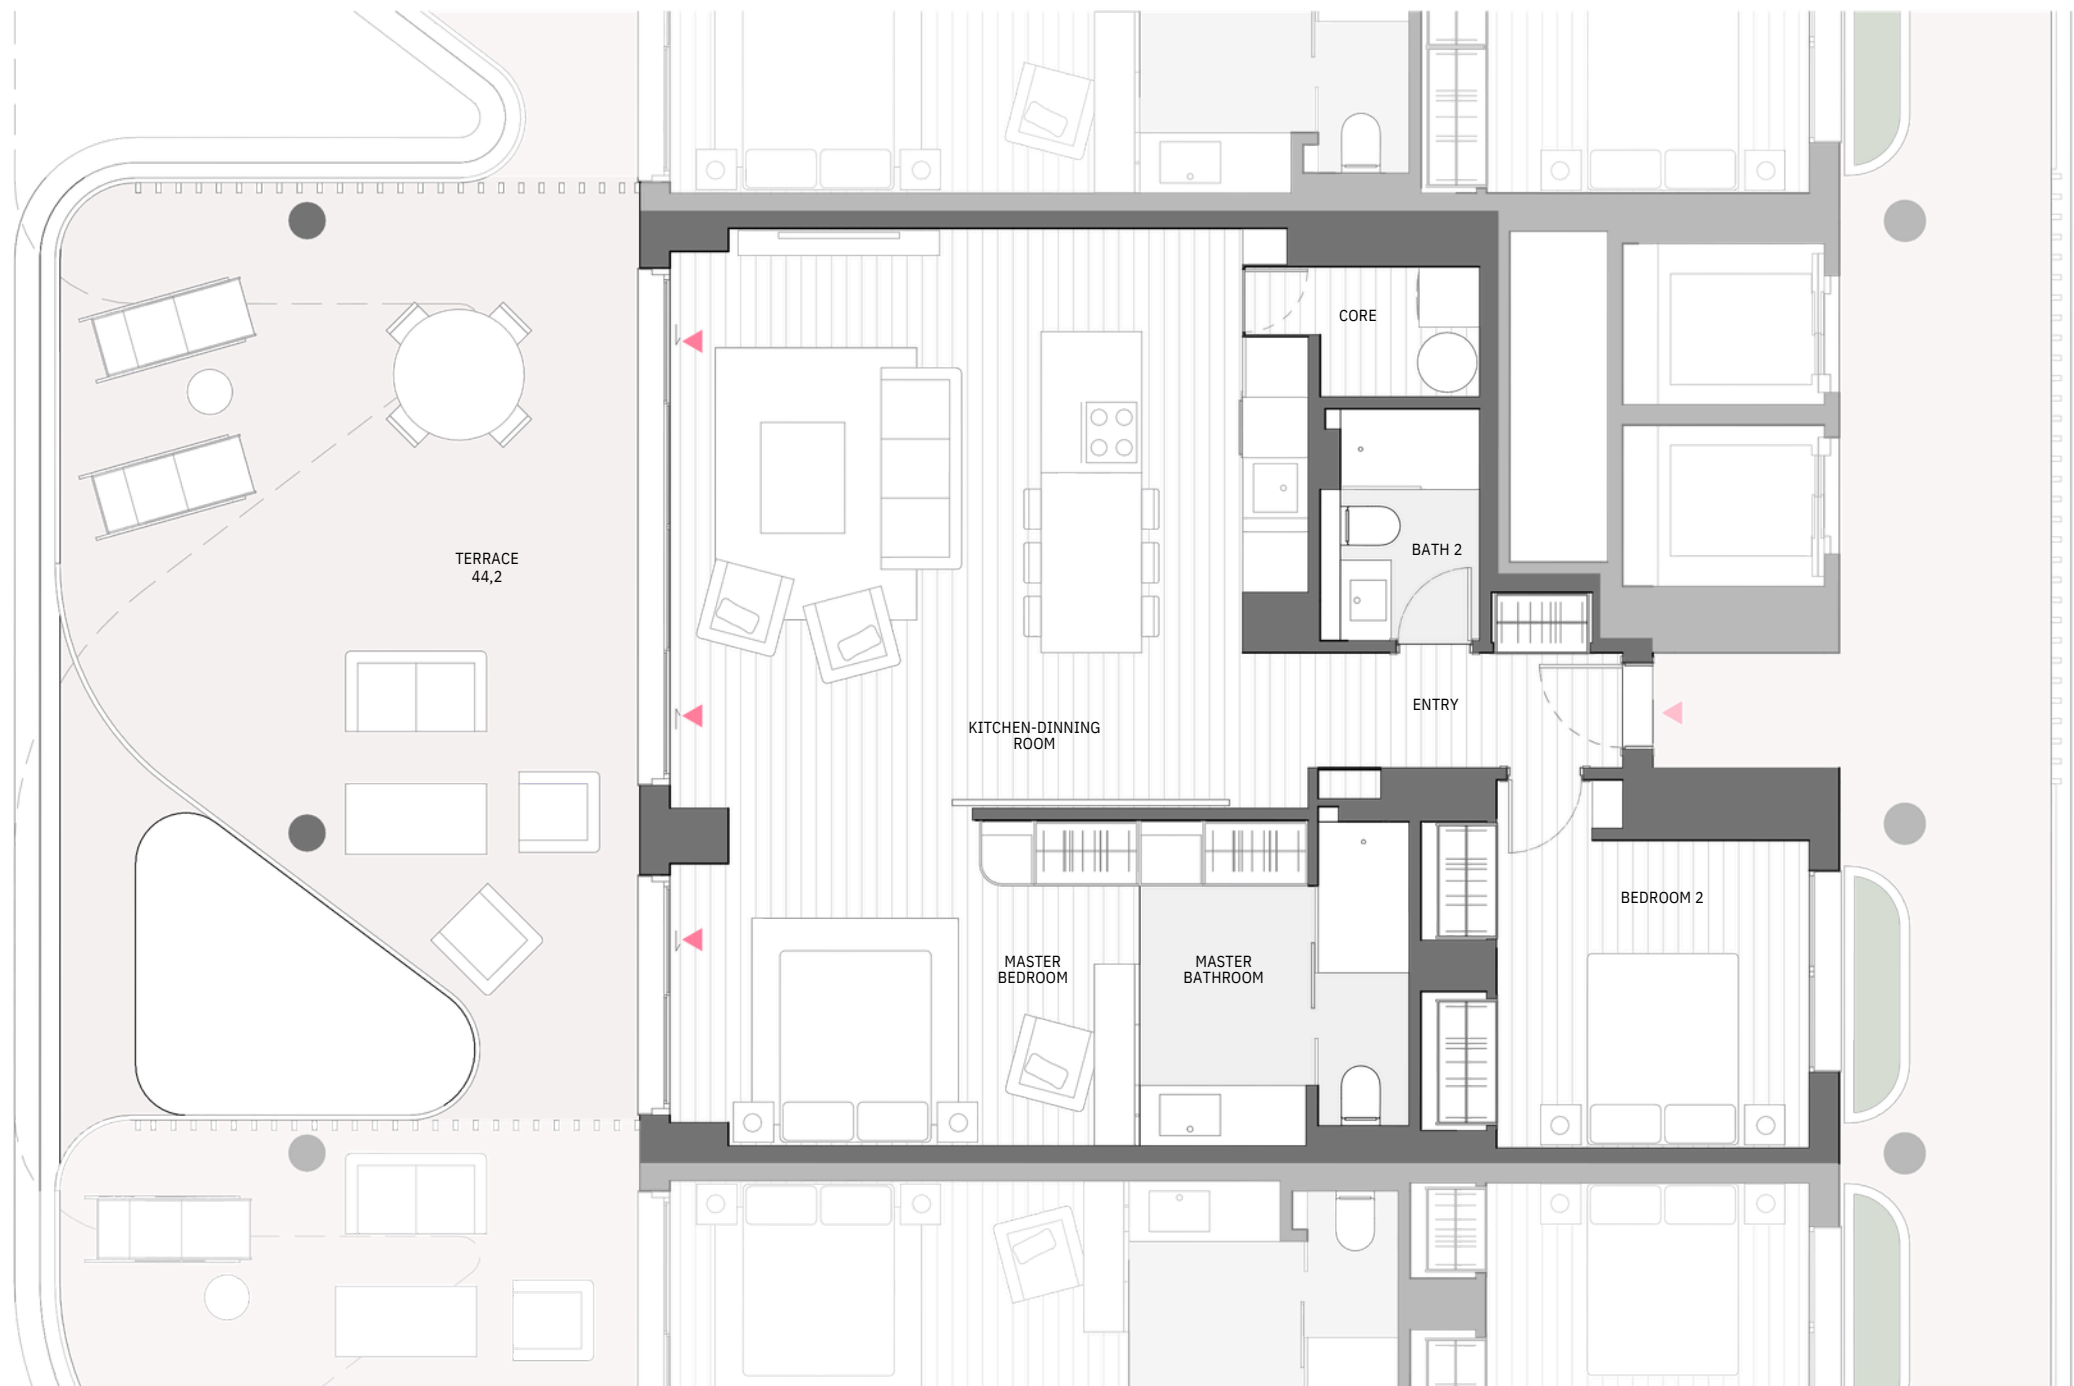 CORE
BATH 2
TERRACE
44,2
ENTRY
KITCHEN-DINNING
ROOM
BEDROOM 2
MASTER
BEDROOM
MASTER
BATHROOM